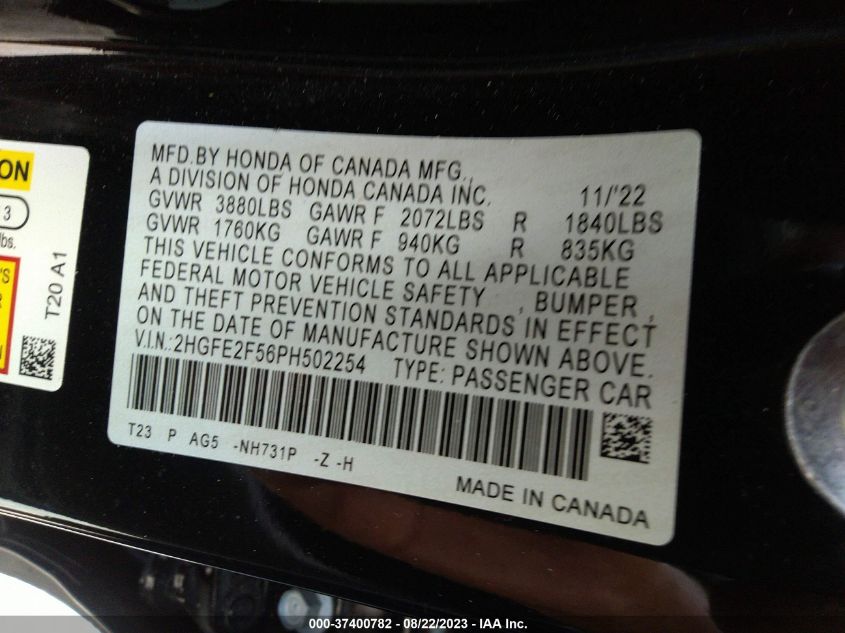 ON
3
lbs.
'S
T20 A1
MFD.BY HONDA OF CANADA MFG.,
A DIVISION OF HONDA CANADA INC. 11/'22
GVWR 3880LBS GAWR F 2072LBS R 1840LBS
GVWR 1760KG GAWR F 940KG R 835KG
THIS VEHICLE CONFORMS TO ALL APPLICABLE
FEDERAL MOTOR VEHICLE SAFETY , BUMPER ,
AND THEFT PREVENTION STANDARDS IN EFFECT
ON THE DATE OF MANUFACTURE SHOWN ABOVE.
V.I.N.:2HGFE2F56PH502254 TYPE: PASSENGER CAR
T23 P AG5 -NH731P -Z -H
MADE IN CANADA
000-37400782 — 08/22/2023 - IAA Inc.